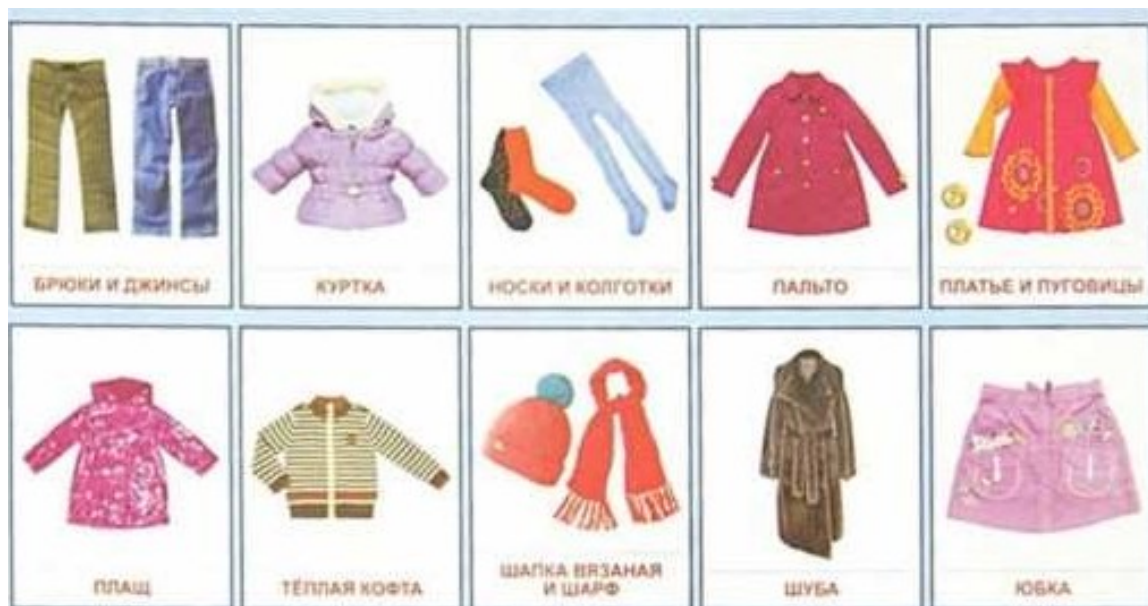 БРЮКИ И ДЖИНСЫ
КУРТКА
НОСКИ И КОЛГОТКИ
ПАЛЬТО
ПЛАТЬЕ И ПУГОВИЦЫ
ПЛАЩ
ТЁПЛАЯ КОФТА
ШАПКА ВЯЗАНАЯ
И ШАРФ
ШУБА
ЮБКА